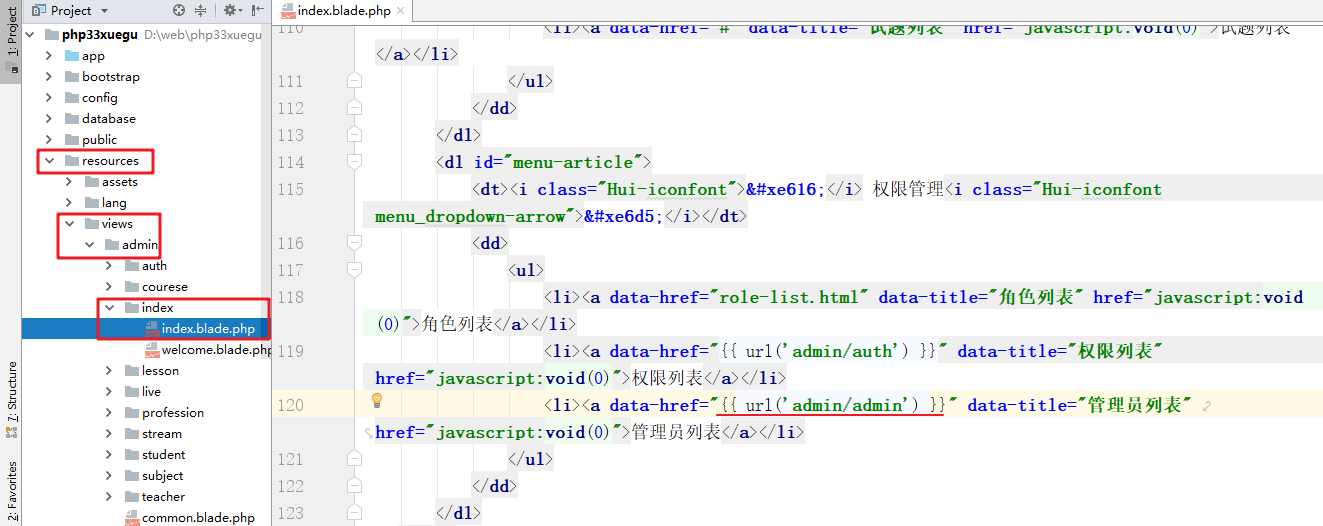 Project
index.blade.php
1: Project
Z: Structure
2: Favorites
php33xuegu D:\web\php33xuegu
app
bootstrap
config
database
public
resources
assets
lang
views
admin
auth
courese
index
index.blade.php
welcome.blade.php
lesson
live
profession
stream
student
subject
teacher
common.blade.php
110 <li><a data-href="#" data-title="试题列表" href="javascript:void(0)">试题列表
</a></li>
111 </ul>
112 </dd>
113 </dl>
114 <dl id="menu-article">
115 <dt><i class="Hui-iconfont">&#xe616;</i> 权限管理<i class="Hui-iconfont
menu_dropdown-arrow">&#xe6d5;</i></dt>
116 <dd>
117 <ul>
118 <li><a data-href="role-list.html" data-title="角色列表" href="javascript:void
(0)">角色列表</a></li>
119 <li><a data-href="{{ url('admin/auth') }}" data-title="权限列表"
href="javascript:void(0)">权限列表</a></li>
120 <li><a data-href="{{ url('admin/admin') }}" data-title="管理员列表"
href="javascript:void(0)">管理员列表</a></li>
121 </ul>
122 </dd>
123 </dl>